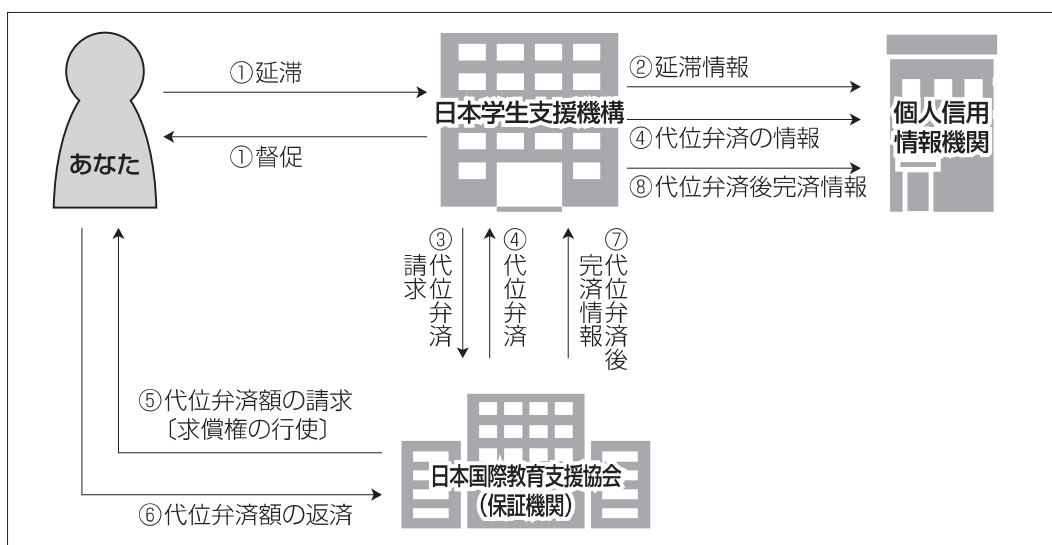 ①延滞
①督促
あなた
日本学生支援機構
②延滞情報
④代位弁済の情報
⑧代位弁済後完済情報
個人信用
情報機関
③代位弁済
請求
④代位弁済
⑦代位弁済後
完済情報
⑤代位弁済額の請求
〔求償権の行使〕
⑥代位弁済額の返済
日本国際教育支援協会
（保証機関）